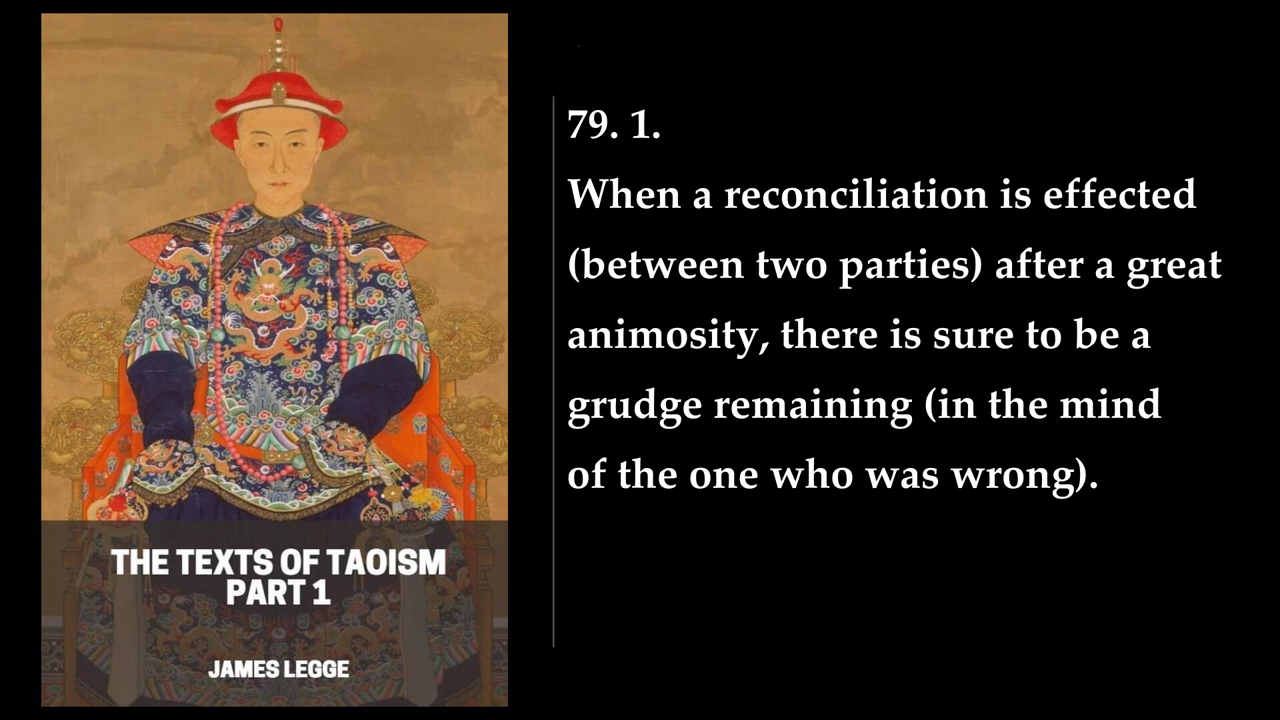 THE TEXTS OF TAOISM
PART 1
JAMES LEGGE
79. 1.
When a reconciliation is effected
(between two parties) after a great
animosity, there is sure to be a
grudge remaining (in the mind
of the one who was wrong).